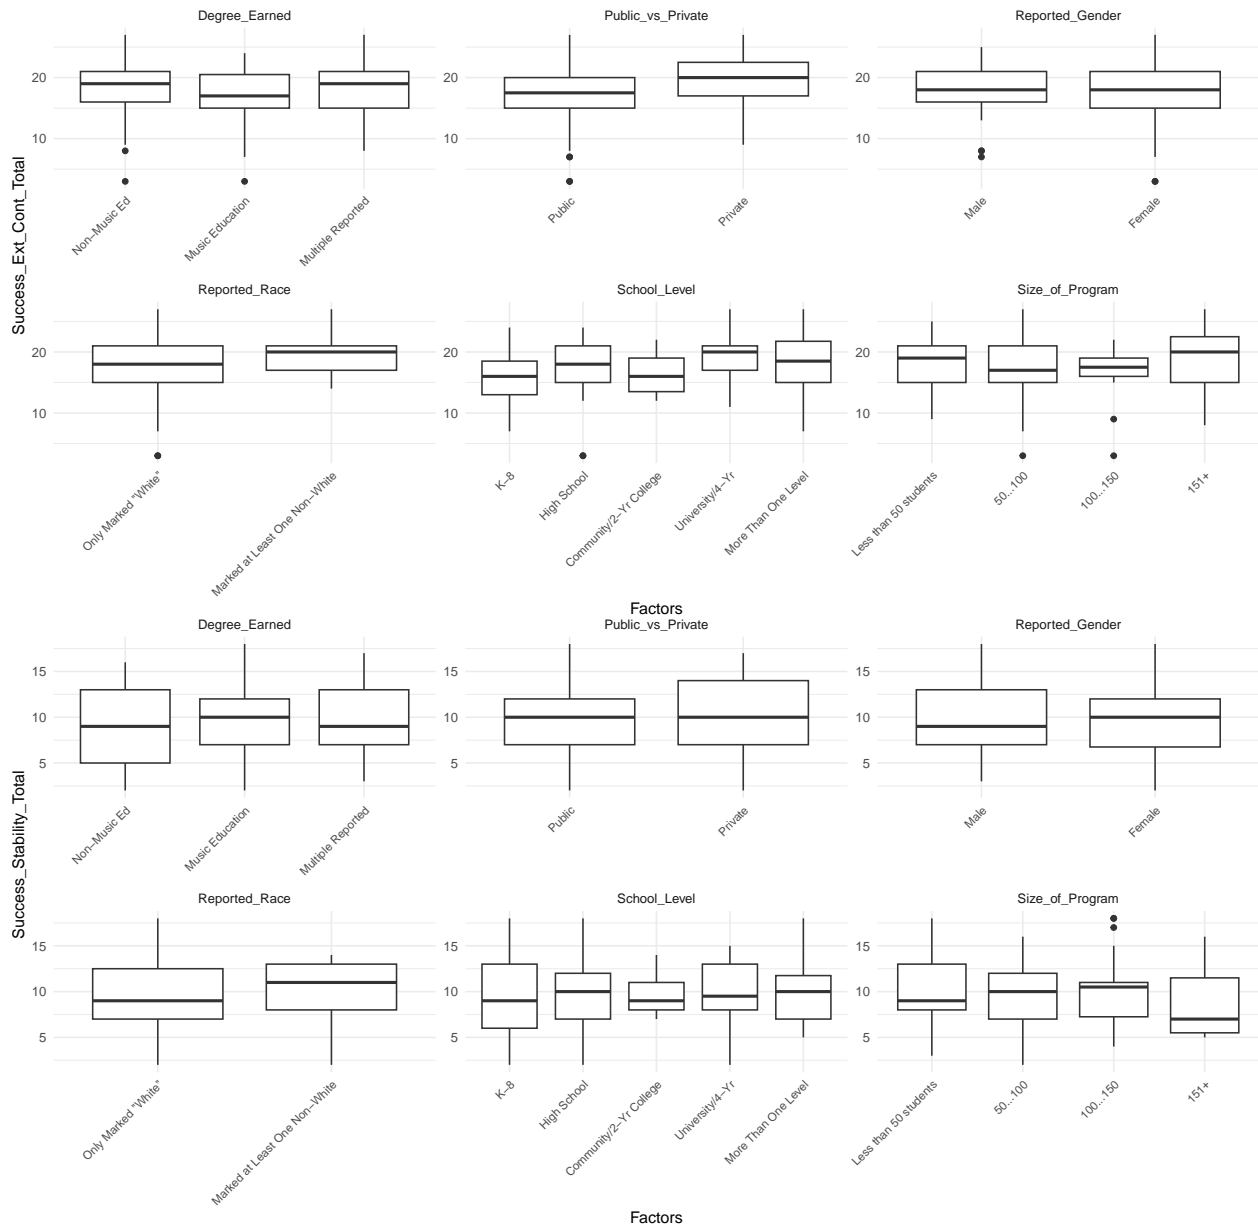 Degree_Earned
Public_vs_Private
Reported_Gender
Success_Ext_Cont_Total
20
10
20
10
20
10
Non−Music Ed
Music Education
Multiple Reported
Public
Private
Male
Female
Reported_Race
School_Level
Size_of_Program
20
10
20
10
20
10
Only Marked "White"
Marked at Least One Non−White
K−8
High School
Community/2−Yr College
University/4−Yr
More Than One Level
Less than 50 students
50...100
100...150
151+
Factors
Degree_Earned
Public_vs_Private
Reported_Gender
Success_Stability_Total
15
10
5
15
10
5
15
10
5
Non−Music Ed
Music Education
Multiple Reported
Public
Private
Male
Female
Reported_Race
School_Level
Size_of_Program
15
10
5
15
10
5
15
10
5
Only Marked "White"
Marked at Least One Non−White
K−8
High School
Community/2−Yr College
University/4−Yr
More Than One Level
Less than 50 students
50...100
100...150
151+
Factors